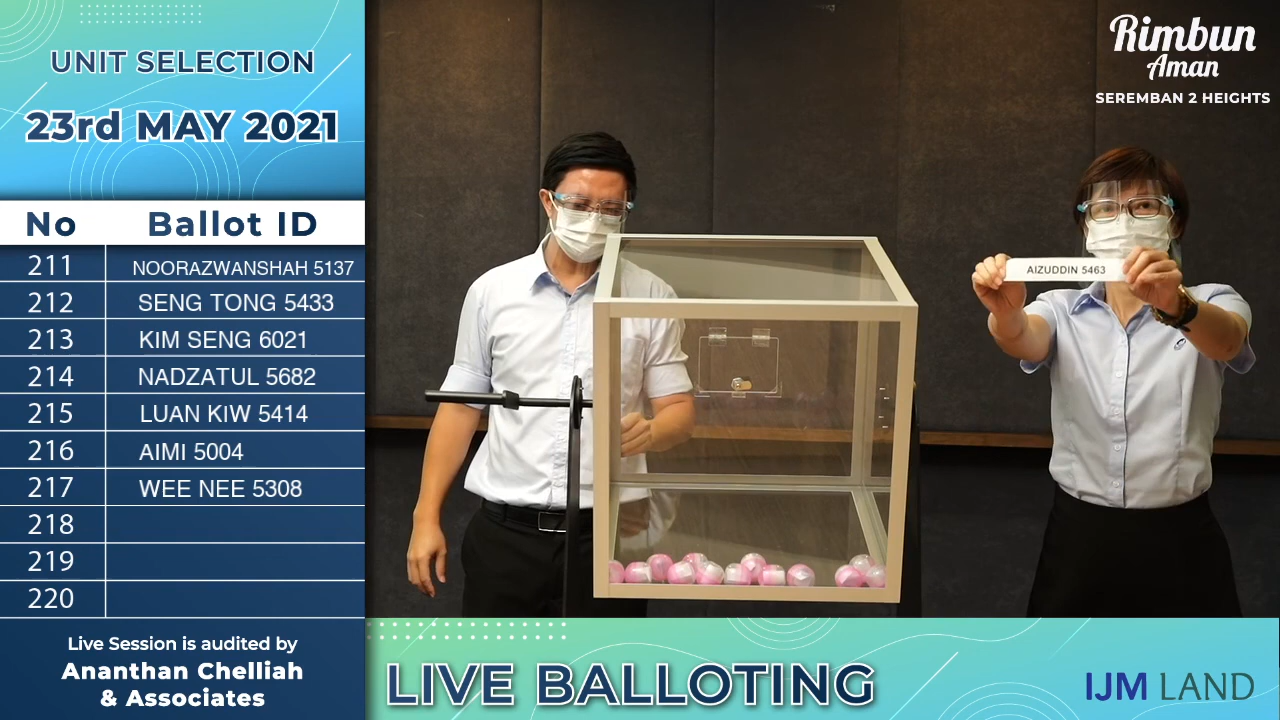 UNIT SELECTION
23rd MAY 2021
No Ballot ID
211 NOORAZWANSHAH 5137
212 SENG TONG 5433
213 KIM SENG 6021
214 NADZATUL 5682
215 LUAN KIW 5414
216 AIMI 5004
217 WEE NEE 5308
218
219
220
Live Session is audited by
Ananthan Chelliah
& Associates
Rimbun
Aman
SEREMBAN 2 HEIGHTS
AIZUDDIN 5463
LIVE BALLOTING
IJM LAND